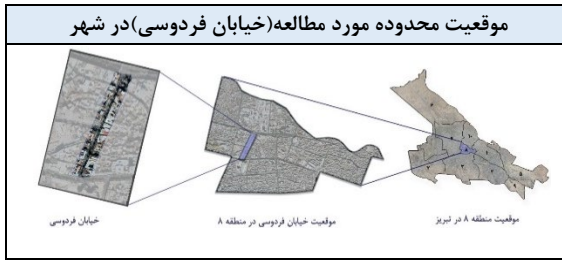 موقعیت محدوده مورد مطالعه(خیابان فردوسی)در شهر
موقعیت منطقه ۸ در تبریز
موقعیت خیابان فردوسی در منطقه ۸
خیابان فردوسی